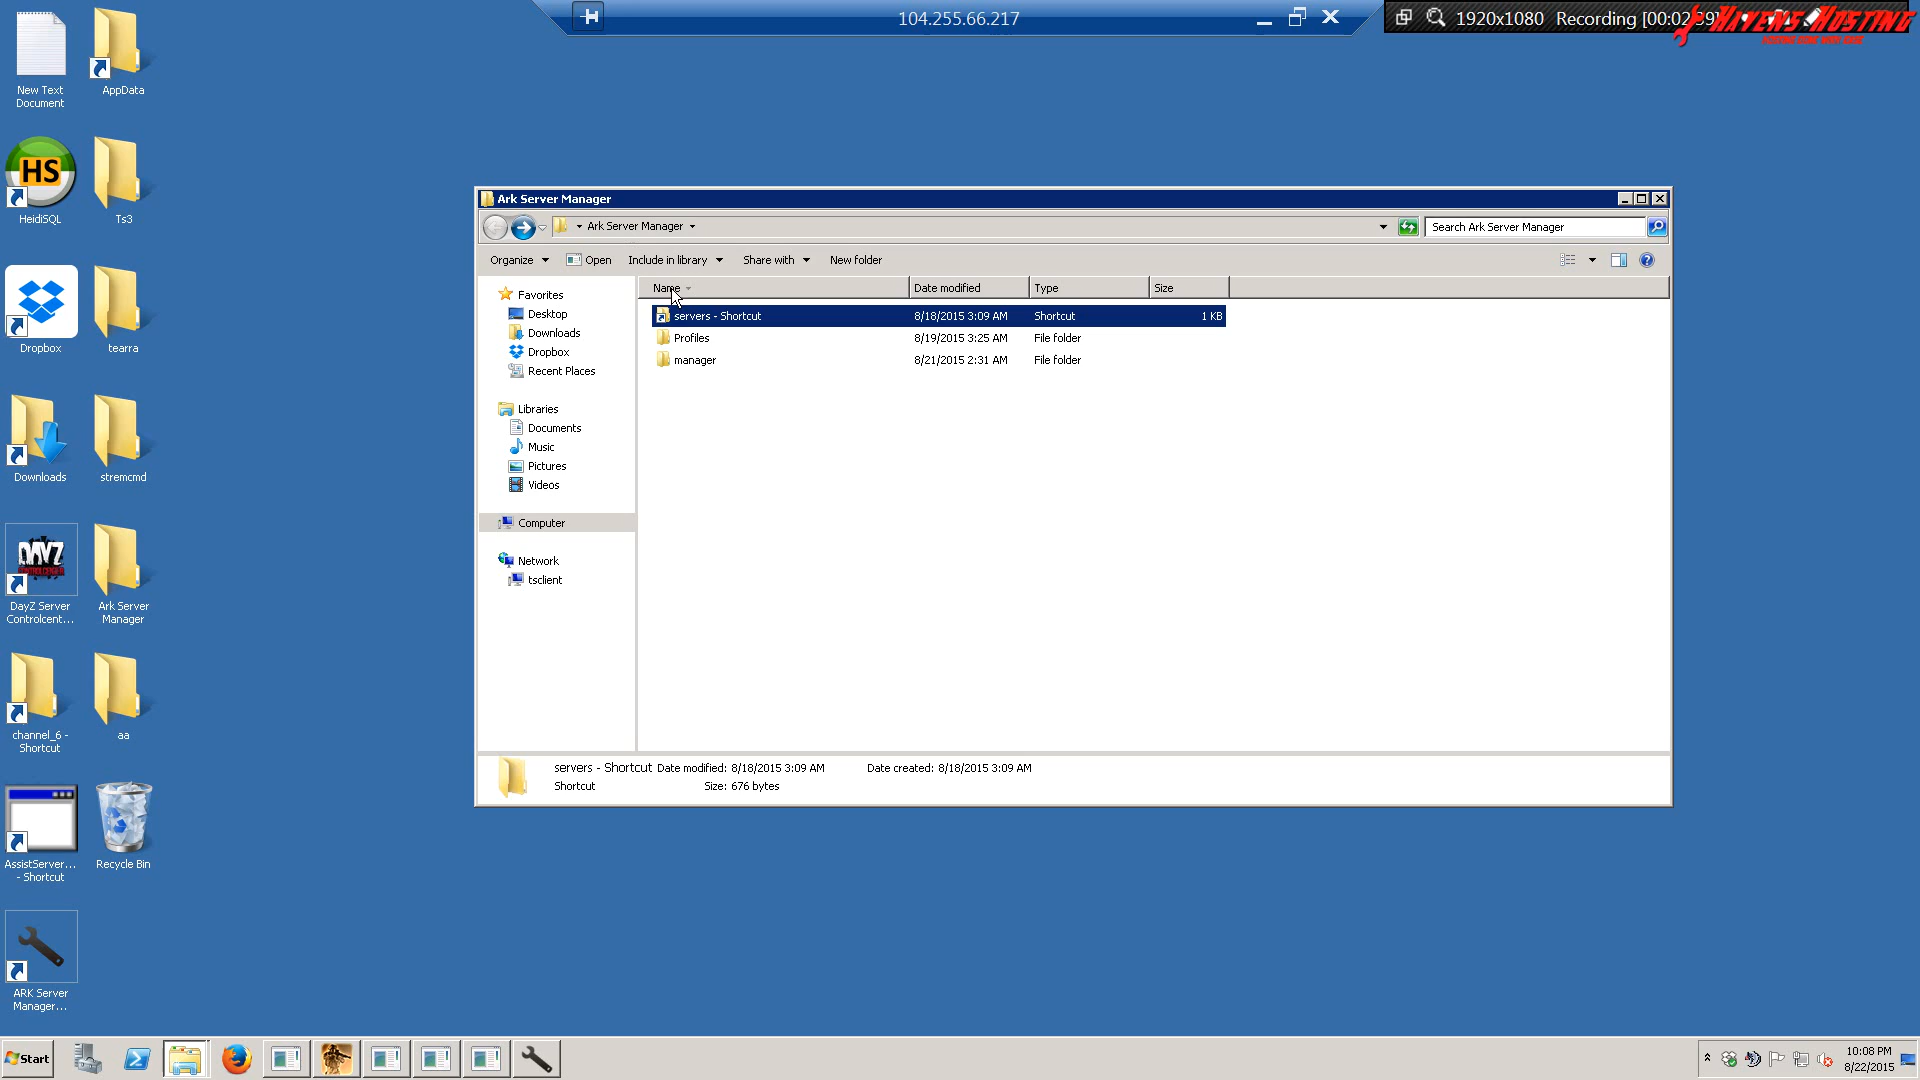 104.255.66.217
1920x1080 Recording [00:02:39]
HAVENS HOSTING
New Text
Document
AppData
HeidiSQL
Ts3
Dropbox
tearra
Downloads
stremcmd
DAYZ
DayZ Server
Controlcent...
Ark Server
Manager
channel_6 -
Shortcut
aa
AssistServer...
- Shortcut
Recycle Bin
ARK Server
Manager...
HS
Ark Server Manager
Ark Server Manager
Search Ark Server Manager
Organize
Open
Include in library
Share with
New folder
Name
Date modified
Type
Size
servers - Shortcut 8/18/2015 3:09 AM Shortcut 1 KB
Profiles 8/19/2015 3:25 AM File folder
manager 8/21/2015 2:31 AM File folder
Favorites
Desktop
Downloads
Dropbox
Recent Places
Libraries
Documents
Music
Pictures
Videos
Computer
Network
tsclient
servers - Shortcut Date modified: 8/18/2015 3:09 AM Date created: 8/18/2015 3:09 AM
Shortcut Size: 676 bytes
Start
10:08 PM
8/22/2015